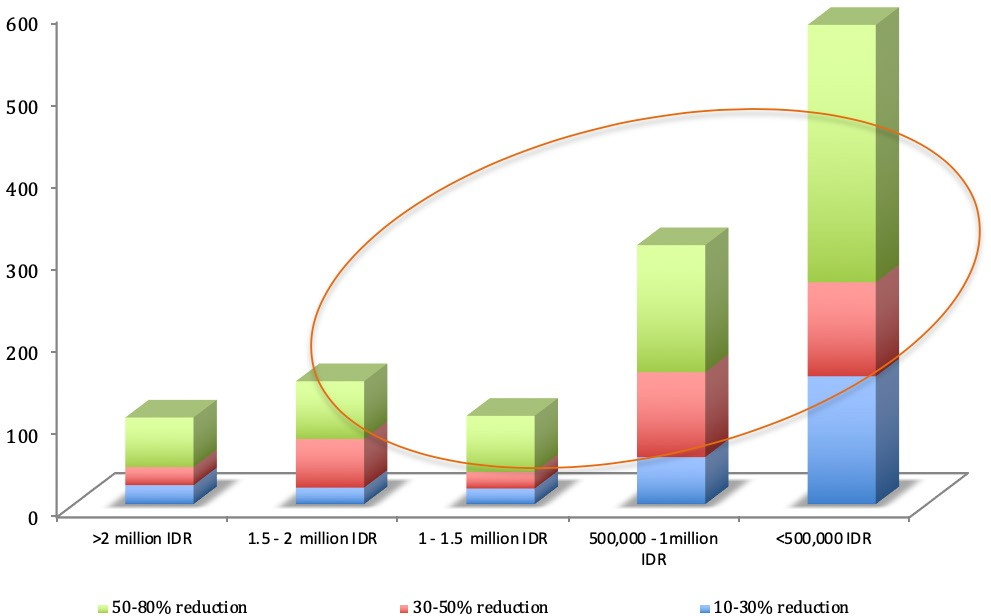 600
500
400
300
200
100
0
>2 million IDR
1.5 - 2 million IDR
1 - 1.5 million IDR
500,000 - 1million
IDR
<500,000 IDR
50-80% reduction
30-50% reduction
10-30% reduction